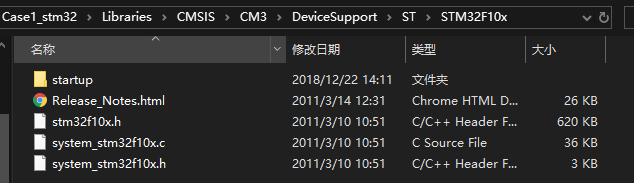 Case1_stm32 > Libraries > CMSIS > CM3 > DeviceSupport > ST > STM32F10x
名称 修改日期 类型 大小
startup 2018/12/22 14:11 文件夹
Release_Notes.html 2011/3/14 12:31 Chrome HTML D... 26 KB
stm32f10x.h 2011/3/10 10:51 C/C++ Header F... 620 KB
system_stm32f10x.c 2011/3/10 10:51 C Source File 36 KB
system_stm32f10x.h 2011/3/10 10:51 C/C++ Header F... 3 KB